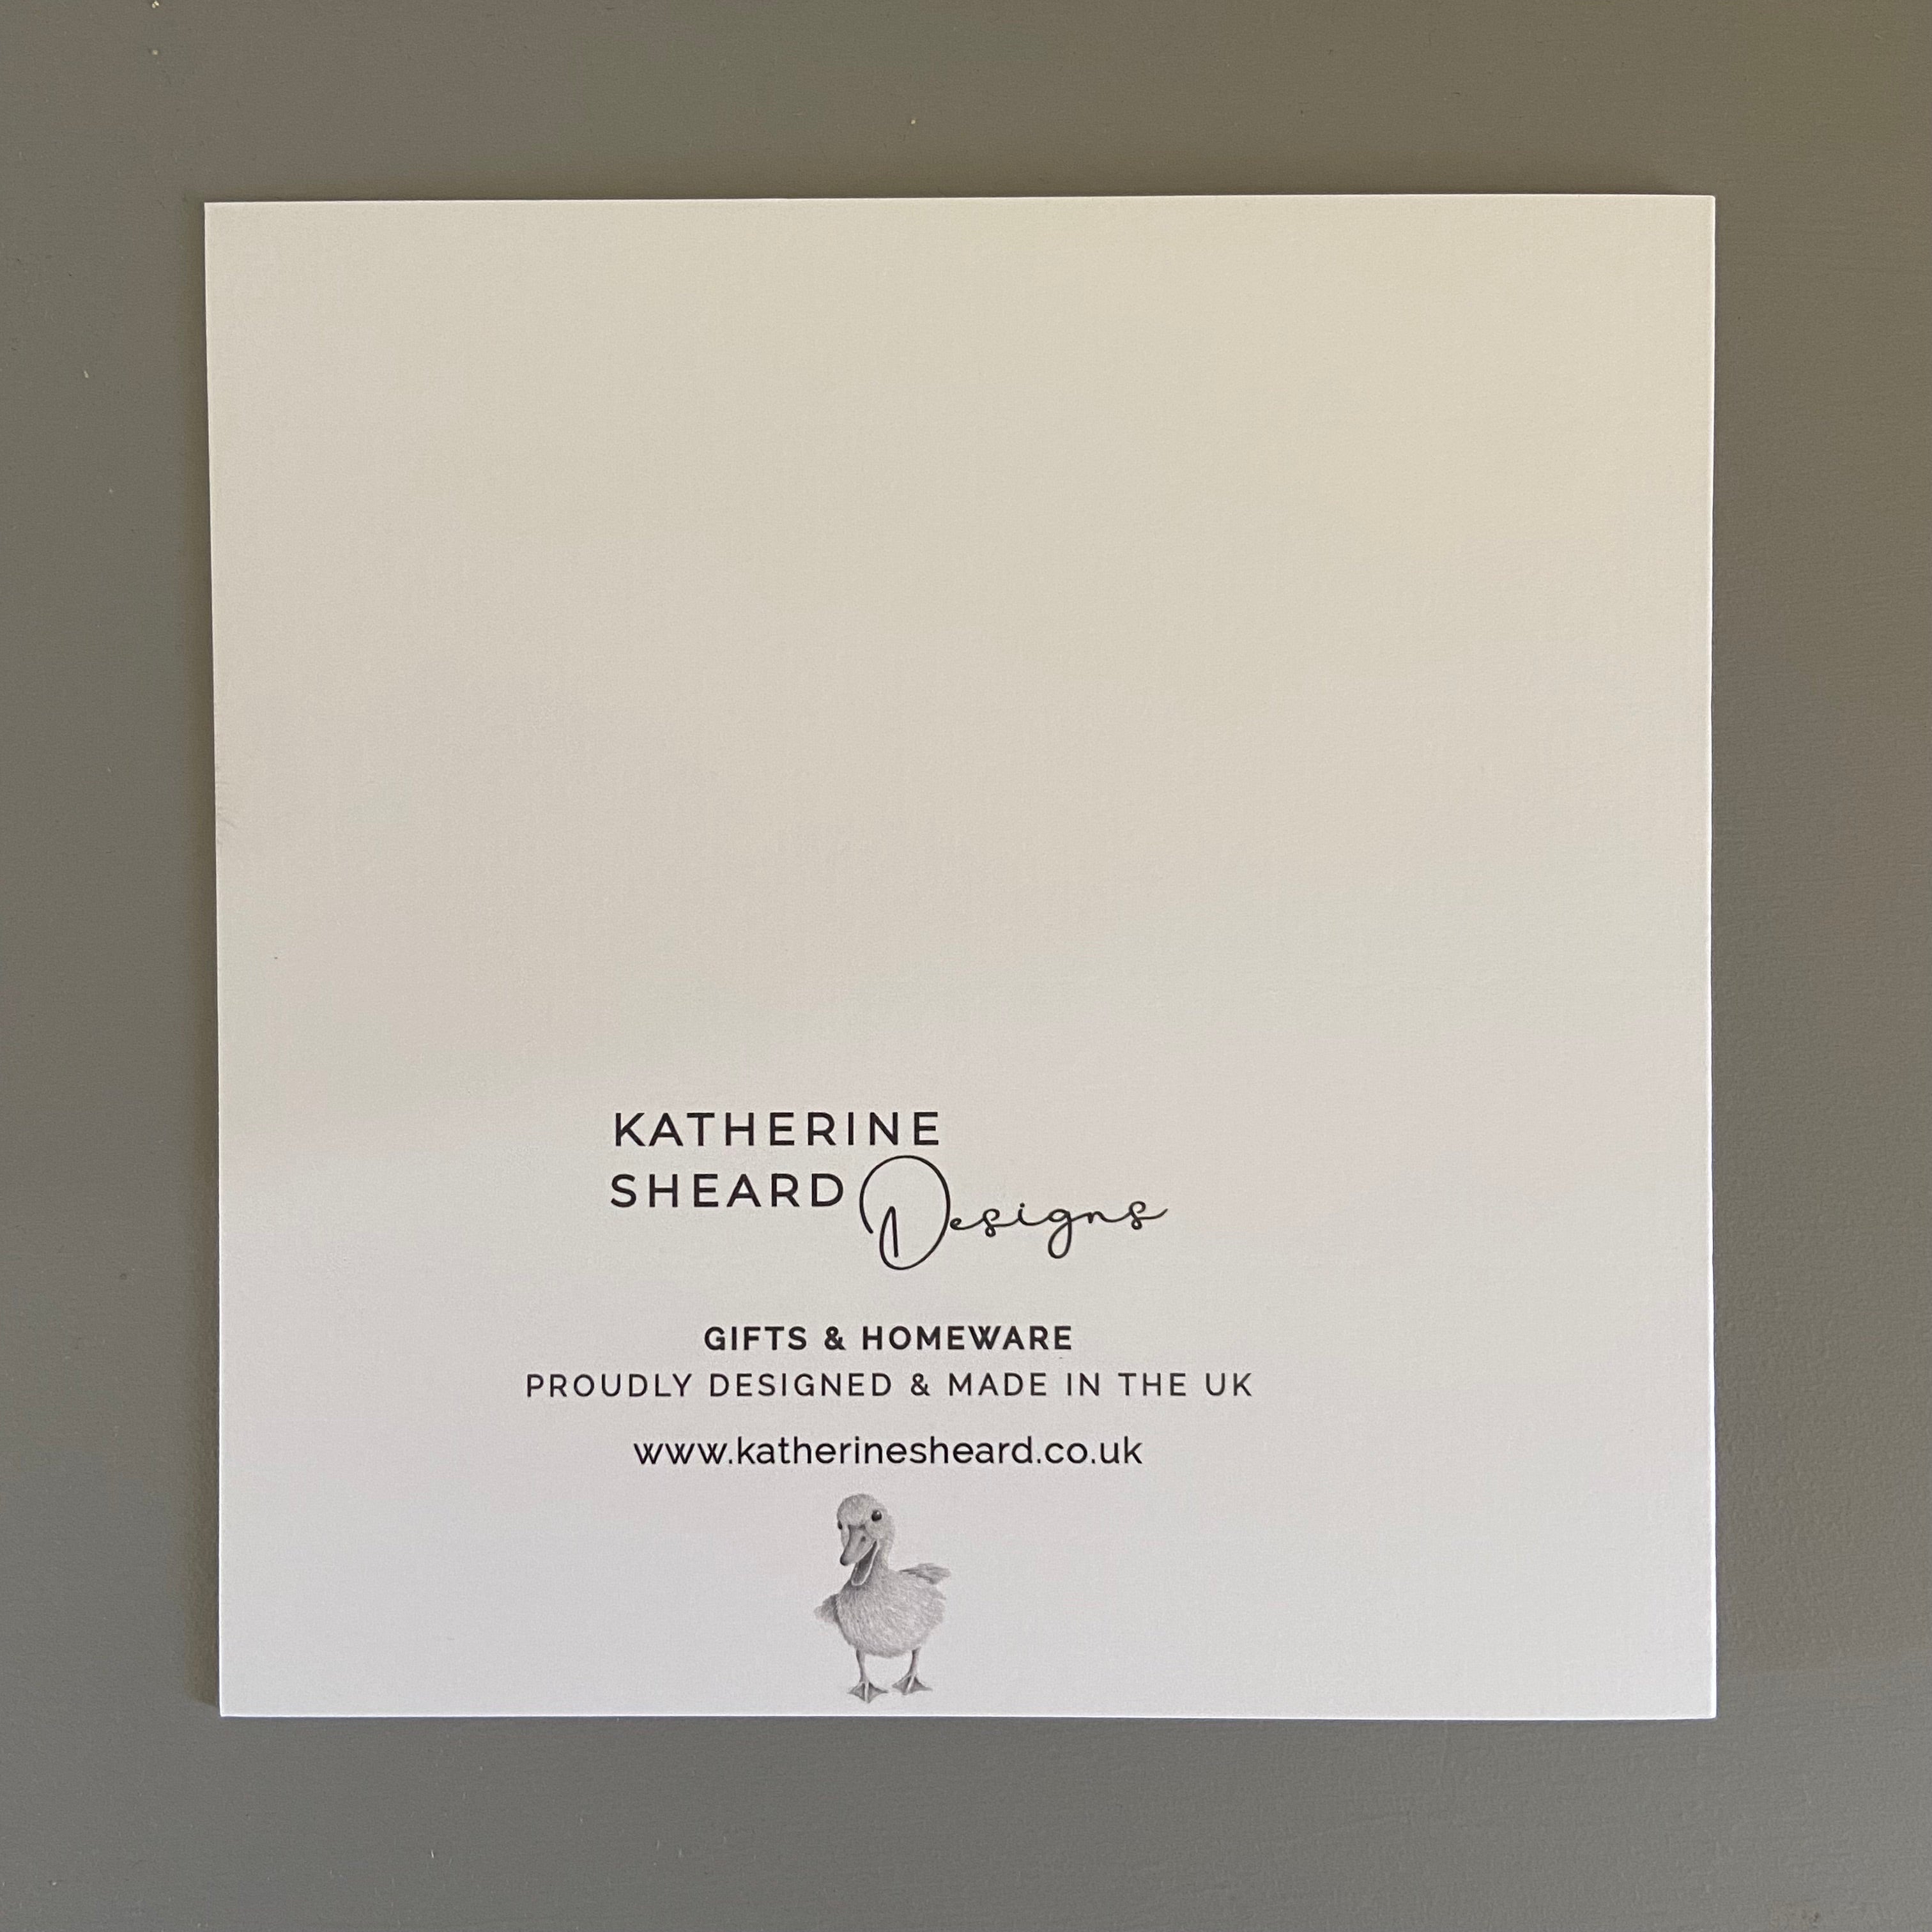 KATHERINE
SHEARD Designs
GIFTS & HOMEWARE
PROUDLY DESIGNED & MADE IN THE UK
www.katherinesheard.co.uk